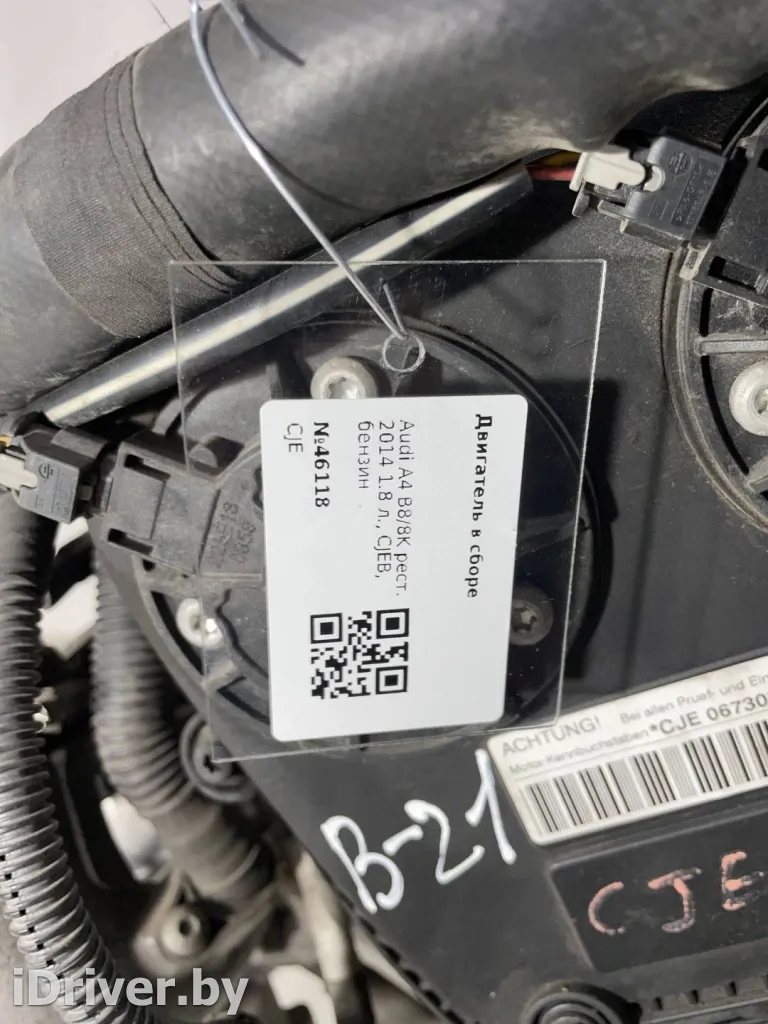 Двигатель в сборе
Audi A4 B8/8K рест.
2014 1.8 л., CJEB,
бензин
№46118
CJE
ACHTUNG! Bei allen Pruef- und Ein
Motor-Kennbuchstaben *CJE 06730
B-21
CJE
iDriver.by